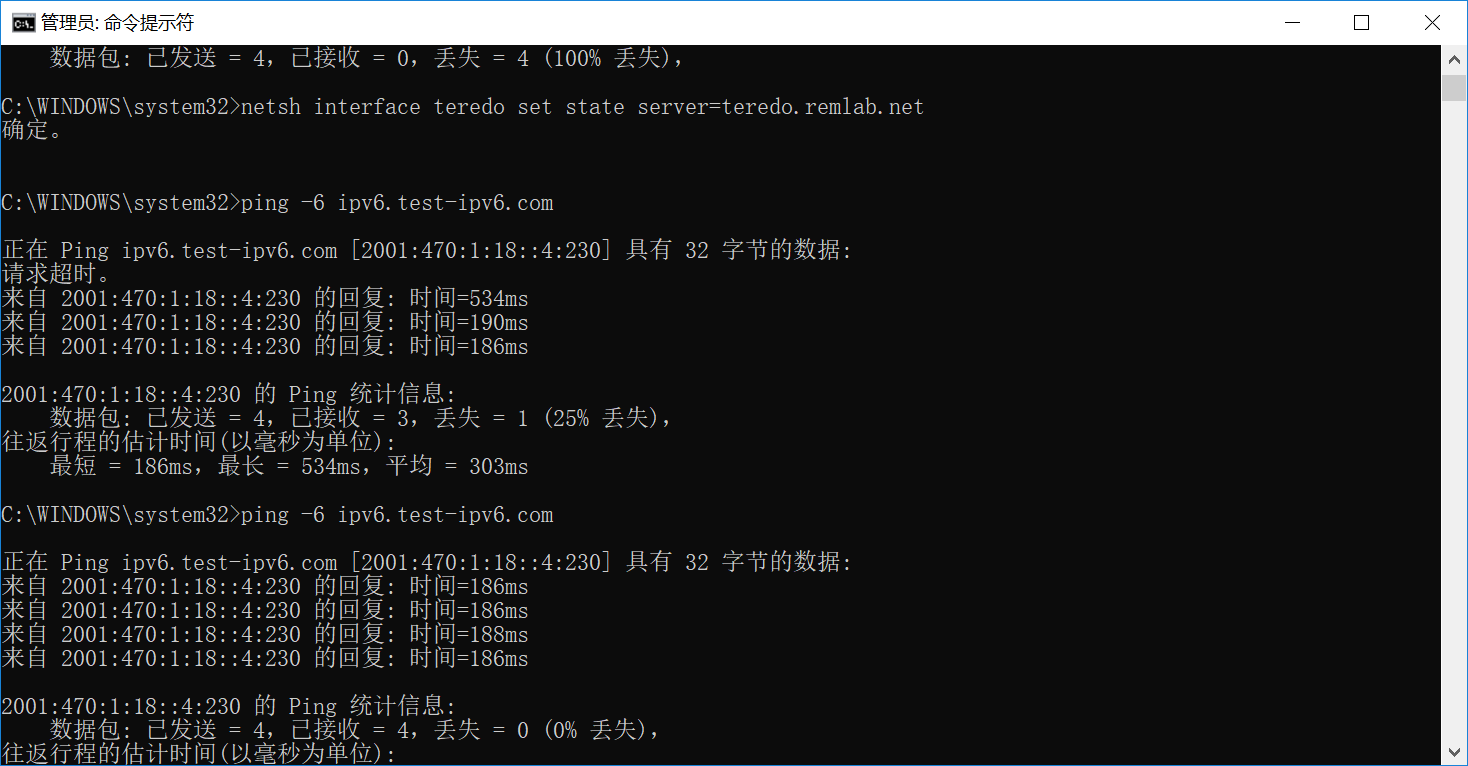 管理员: 命令提示符
    数据包: 已发送 = 4，已接收 = 0，丢失 = 4 (100% 丢失)，
C:\WINDOWS\system32>netsh interface teredo set state server=teredo.remlab.net
确定。
C:\WINDOWS\system32>ping -6 ipv6.test-ipv6.com
正在 Ping ipv6.test-ipv6.com [2001:470:1:18::4:230] 具有 32 字节的数据:
请求超时。
来自 2001:470:1:18::4:230 的回复: 时间=534ms
来自 2001:470:1:18::4:230 的回复: 时间=190ms
来自 2001:470:1:18::4:230 的回复: 时间=186ms
2001:470:1:18::4:230 的 Ping 统计信息:
    数据包: 已发送 = 4，已接收 = 3，丢失 = 1 (25% 丢失)，
往返行程的估计时间(以毫秒为单位):
    最短 = 186ms，最长 = 534ms，平均 = 303ms
C:\WINDOWS\system32>ping -6 ipv6.test-ipv6.com
正在 Ping ipv6.test-ipv6.com [2001:470:1:18::4:230] 具有 32 字节的数据:
来自 2001:470:1:18::4:230 的回复: 时间=186ms
来自 2001:470:1:18::4:230 的回复: 时间=186ms
来自 2001:470:1:18::4:230 的回复: 时间=188ms
来自 2001:470:1:18::4:230 的回复: 时间=186ms
2001:470:1:18::4:230 的 Ping 统计信息:
    数据包: 已发送 = 4，已接收 = 4，丢失 = 0 (0% 丢失)，
往返行程的估计时间(以毫秒为单位):